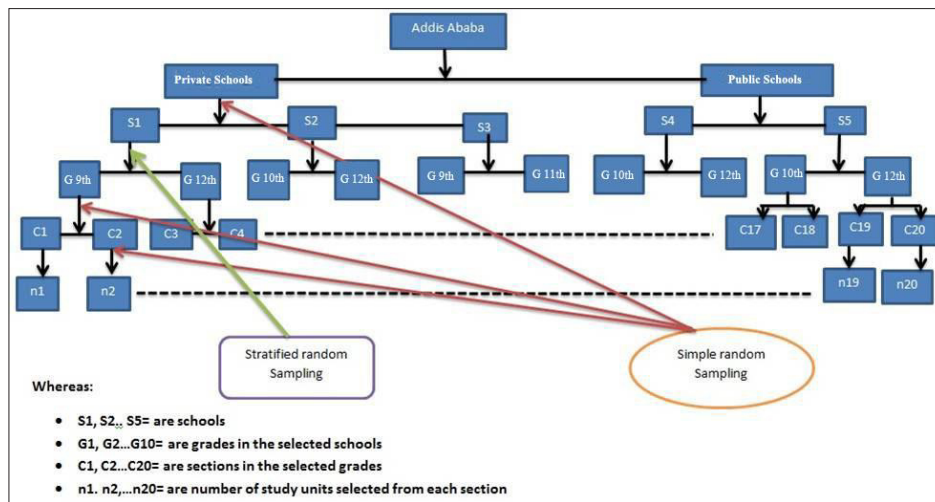 Addis Ababa
Private Schools
Public Schools
S1
S2
S3
S4
S5
G 9th
G 12th
G 10th
G 12th
G 9th
G 11th
G 10th
G 12th
G 10th
G 12th
C1
C2
C3
C4
C17
C18
C19
C20
n1
n2
n19
n20
Stratified random
Sampling
Simple random
Sampling
Whereas:
• S1, S2.. S5= are schools
• G1, G2...G10= are grades in the selected schools
• C1, C2...C20= are sections in the selected grades
• n1. n2,...n20= are number of study units selected from each section